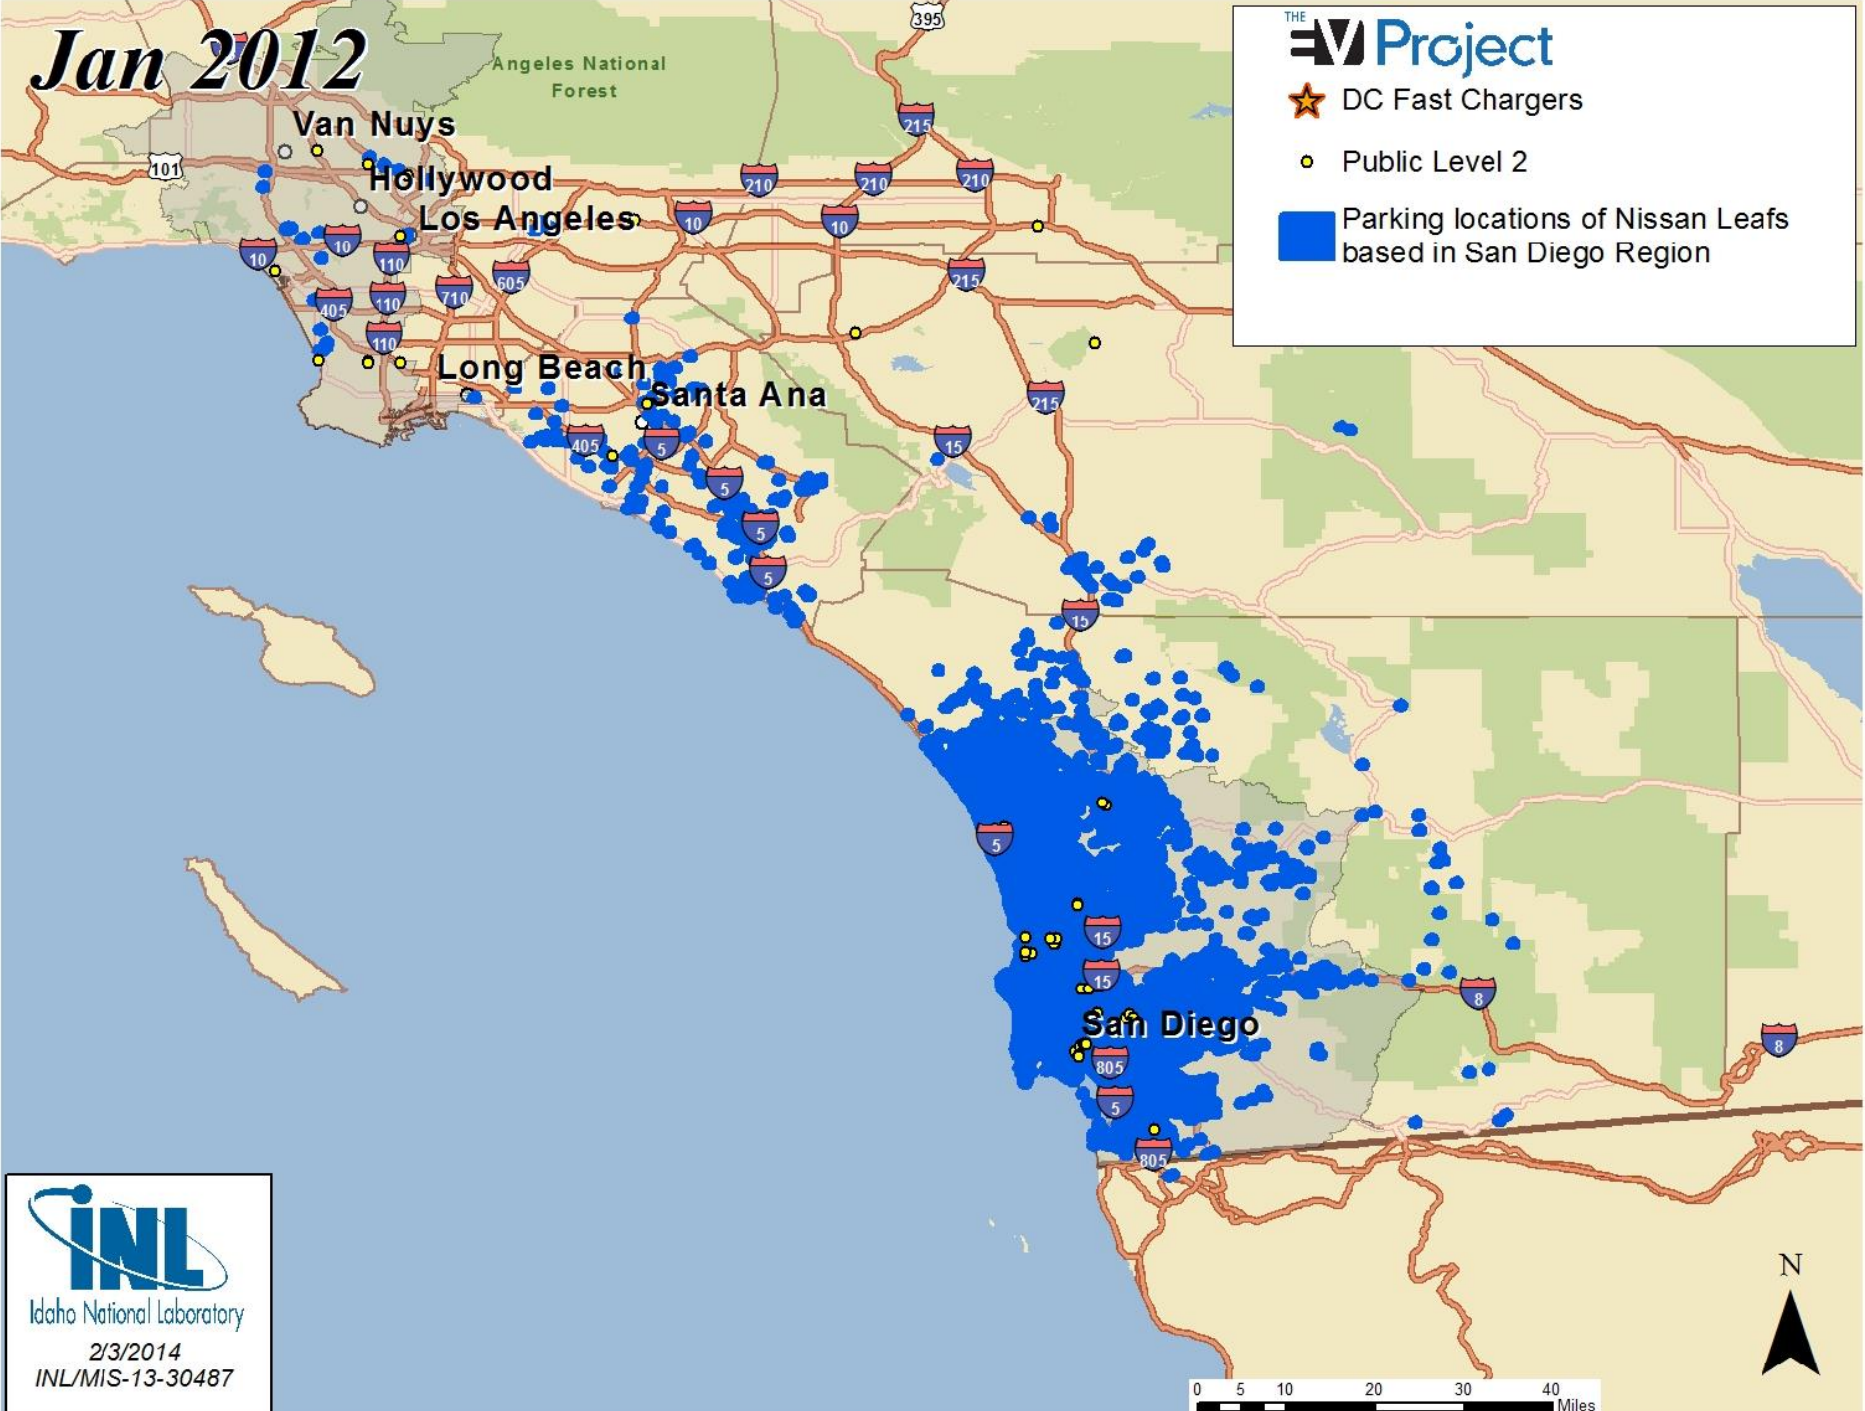 Jan 2012
THE
EV Project
DC Fast Chargers
Public Level 2
Parking locations of Nissan Leafs
based in San Diego Region
395
Angeles National
Forest
215
Van Nuys
101
Hollywood
210
210
210
Los Angeles
10
10
10
10
110
605
215
710
110
405
110
Long Beach
Santa Ana
215
405
5
15
5
5
5
15
5
15
15
8
San Diego
8
805
5
805
INL
Idaho National Laboratory
2/3/2014
INL/MIS-13-30487
N
0 5 10 20 30 40
Miles